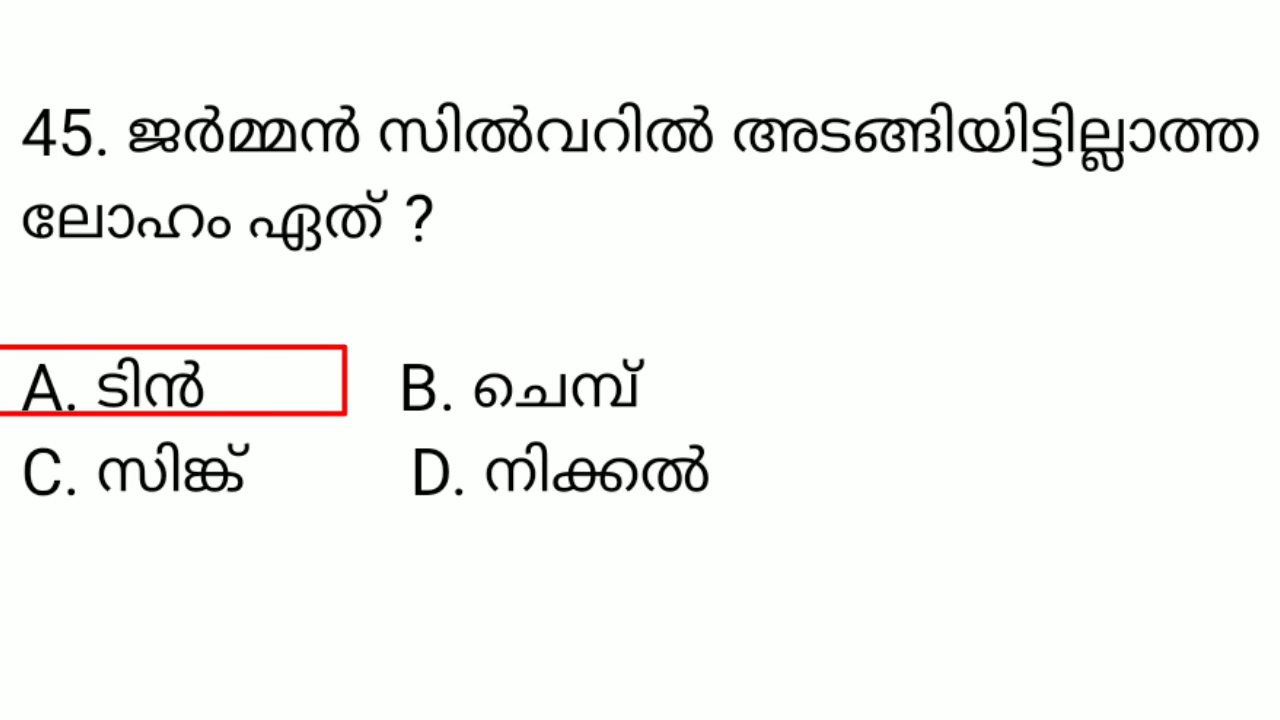 45. ജർമ്മൻ സിൽവറിൽ അടങ്ങിയിട്ടില്ലാത്ത
ലോഹം ഏത് ?
A. ടിൻ B. ചെമ്പ്
C. സിങ്ക് D. നിക്കൽ